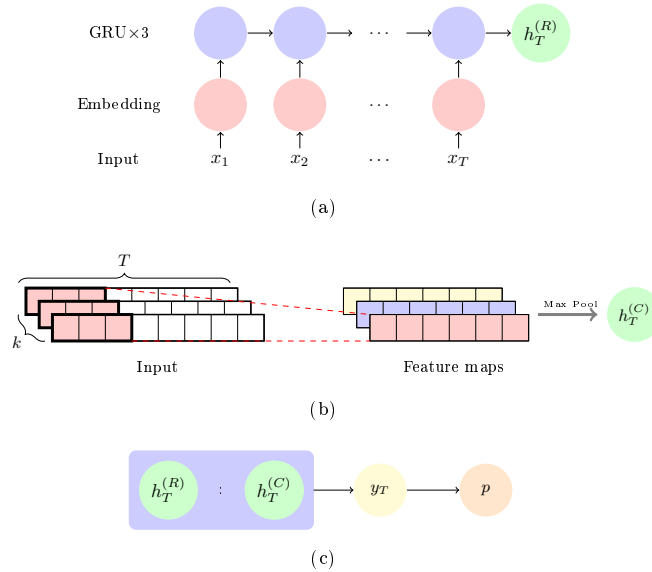 GRU×3 ⋯ h_T^{(R)}
Embedding ⋯
Input x_1 x_2 ⋯ x_T
(a)
T
Max Pool
h_T^{(C)}
k
Input Feature maps
(b)
h_T^{(R)} : h_T^{(C)} y_T p
(c)